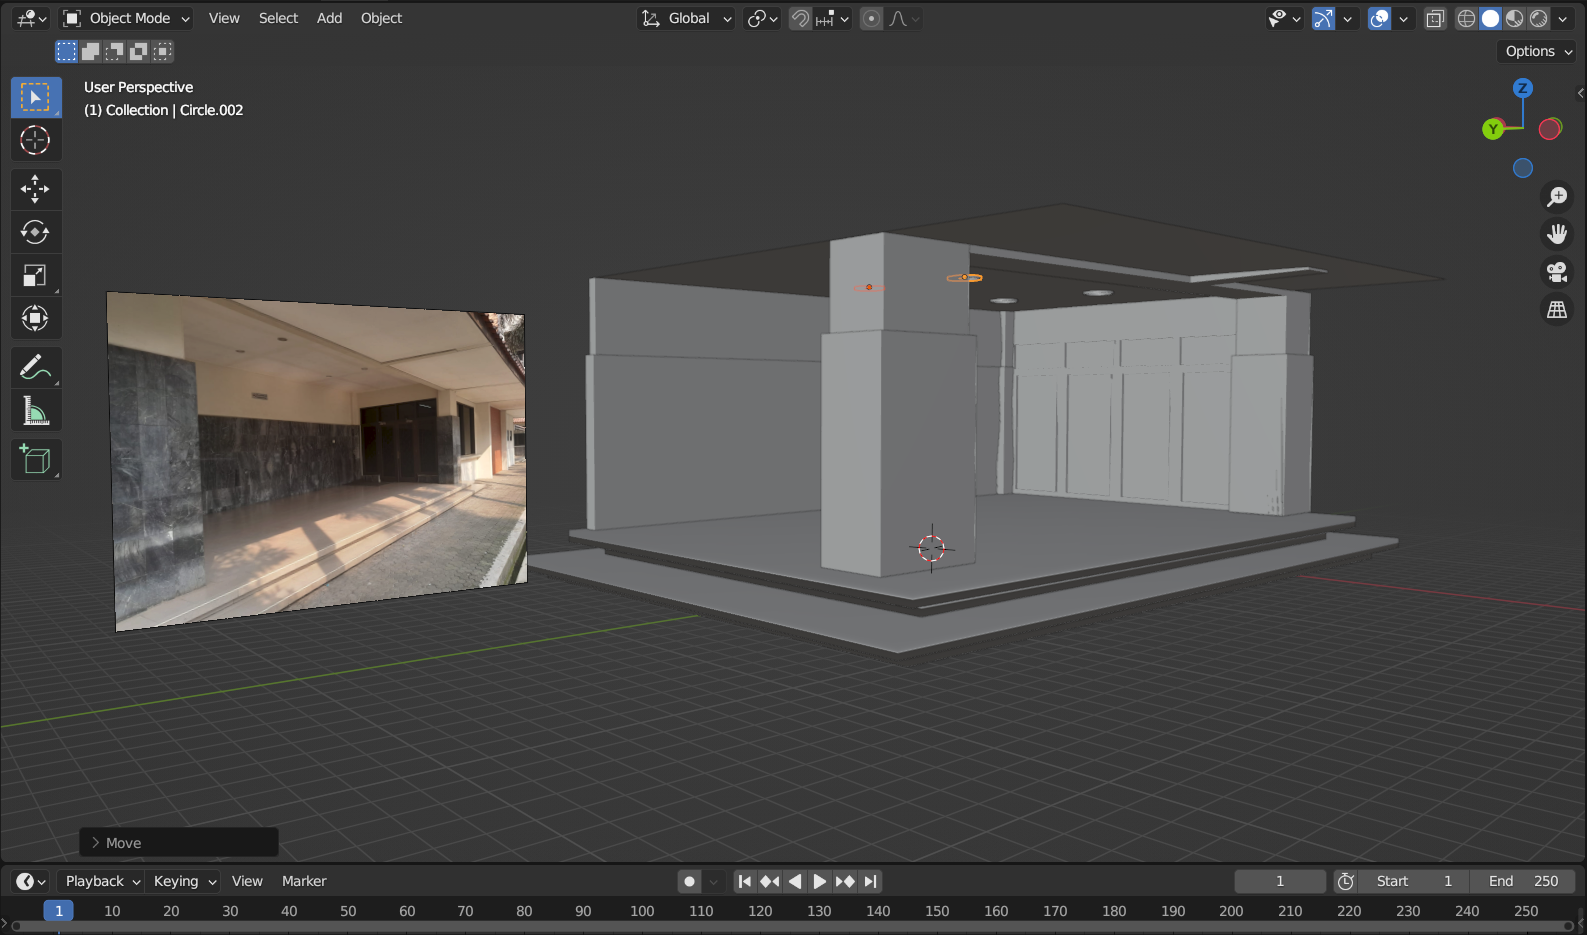 Object Mode View Select Add Object Global
Options
User Perspective
(1) Collection | Circle.002
Z
Y
Move
Playback Keying View Marker 1 Start 1 End 250
1 10 20 30 40 50 60 70 80 90 100 110 120 130 140 150 160 170 180 190 200 210 220 230 240 250